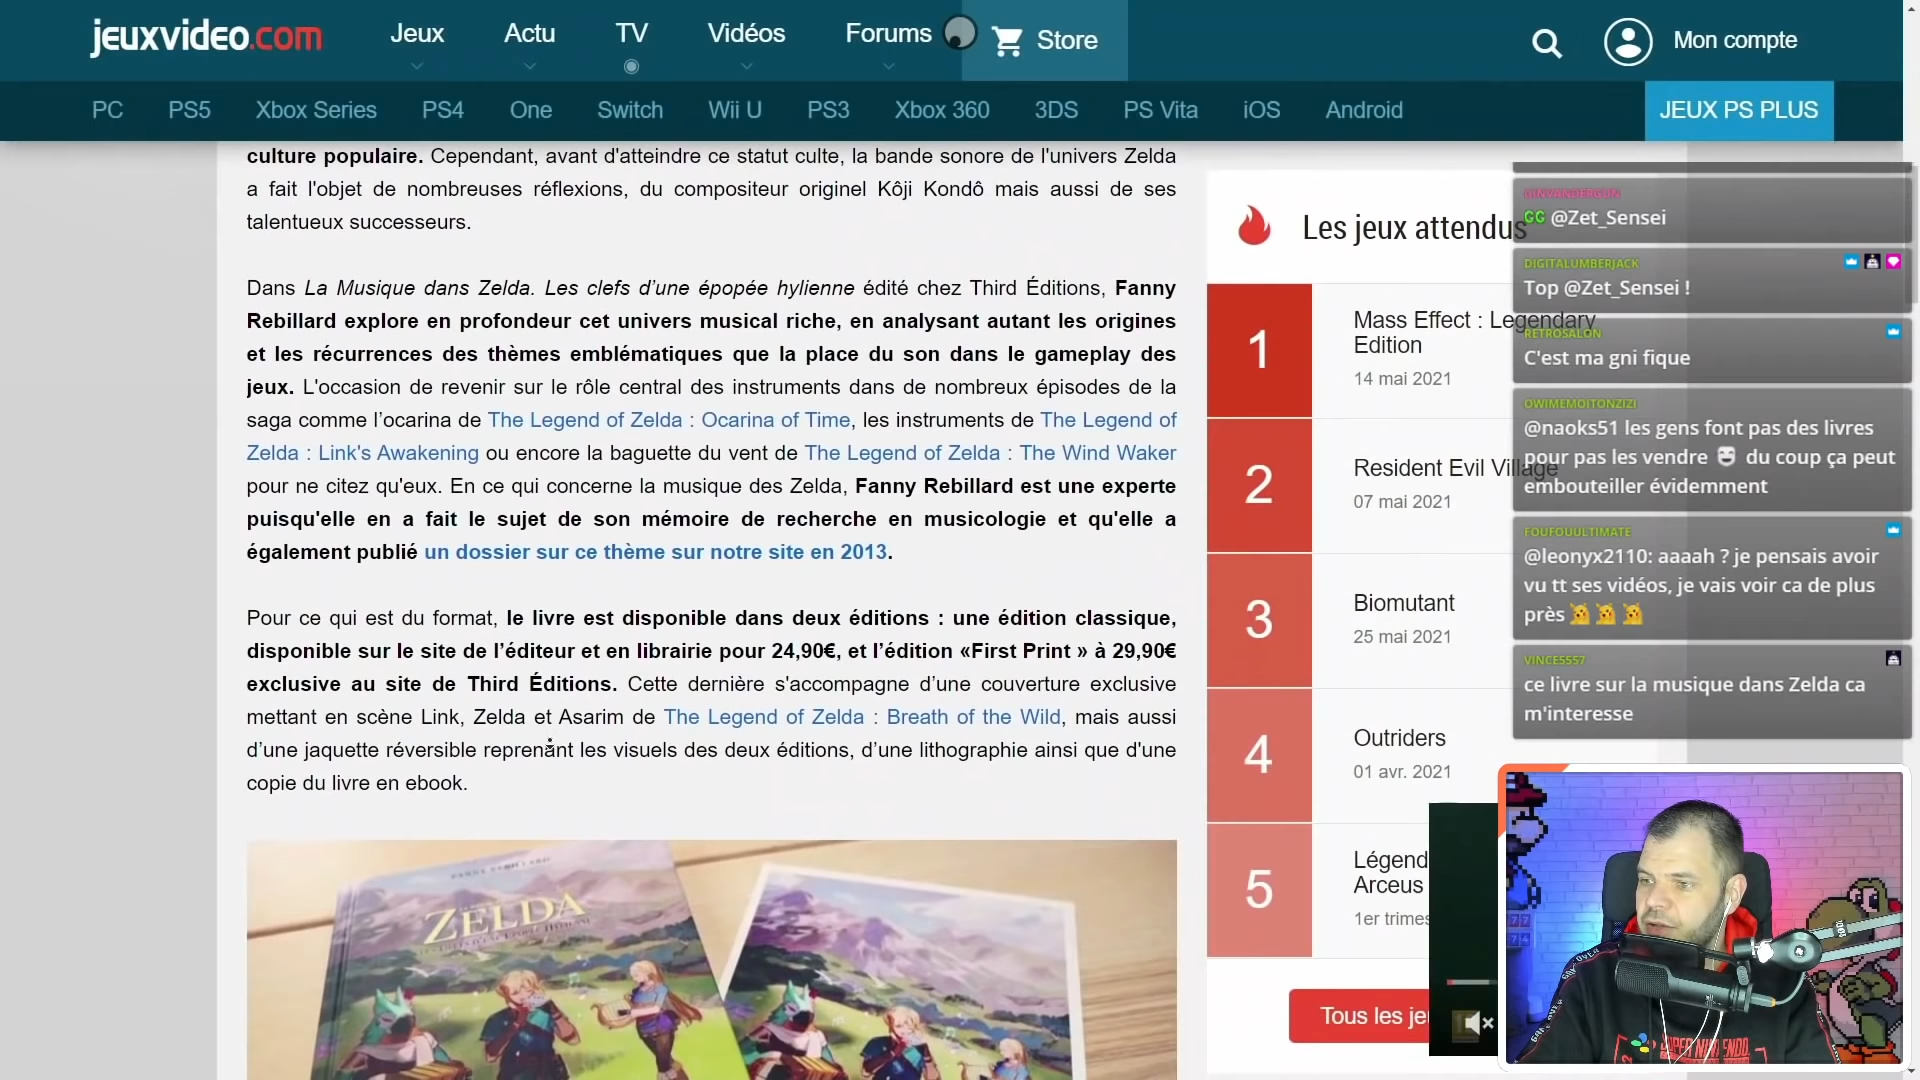 jeuxvideo.com
Jeux
Actu
TV
Vidéos
Forums
Store
Mon compte
PC
PS5
Xbox Series
PS4
One
Switch
Wii U
PS3
Xbox 360
3DS
PS Vita
iOS
Android
JEUX PS PLUS
culture populaire. Cependant, avant d'atteindre ce statut culte, la bande sonore de l'univers Zelda
a fait l'objet de nombreuses réflexions, du compositeur originel Kôji Kondô mais aussi de ses
talentueux successeurs.
Dans La Musique dans Zelda. Les clefs d’une épopée hylienne édité chez Third Éditions, Fanny
Rebillard explore en profondeur cet univers musical riche, en analysant autant les origines
et les récurrences des thèmes emblématiques que la place du son dans le gameplay des
jeux. L'occasion de revenir sur le rôle central des instruments dans de nombreux épisodes de la
saga comme l’ocarina de The Legend of Zelda : Ocarina of Time, les instruments de The Legend of
Zelda : Link's Awakening ou encore la baguette du vent de The Legend of Zelda : The Wind Waker
pour ne citez qu'eux. En ce qui concerne la musique des Zelda, Fanny Rebillard est une experte
puisqu'elle en a fait le sujet de son mémoire de recherche en musicologie et qu'elle a
également publié un dossier sur ce thème sur notre site en 2013.
Pour ce qui est du format, le livre est disponible dans deux éditions : une édition classique,
disponible sur le site de l’éditeur et en librairie pour 24,90€, et l’édition «First Print » à 29,90€
exclusive au site de Third Éditions. Cette dernière s'accompagne d’une couverture exclusive
mettant en scène Link, Zelda et Asarim de The Legend of Zelda : Breath of the Wild, mais aussi
d’une jaquette réversible reprenant les visuels des deux éditions, d’une lithographie ainsi que d'une
copie du livre en ebook.
ZELDA
Les jeux attendus
1
Mass Effect : Legendary
Edition
14 mai 2021
2
Resident Evil Village
07 mai 2021
3
Biomutant
25 mai 2021
4
Outriders
01 avr. 2021
5
Légend
Arceus
1er trimes
Tous les je
GG @Zet_Sensei
DIGITALUMBERJACK
Top @Zet_Sensei !
RETROSALON
C'est ma gni fique
OWIMEMOITONZIZI
@naoks51 les gens font pas des livres
pour pas les vendre du coup ça peut
embouteiller évidemment
FOUFOUULTIMATE
@leonyx2110: aaaah ? je pensais avoir
vu tt ses vidéos, je vais voir ca de plus
près
VINCE5557
ce livre sur la musique dans Zelda ca
m'interesse
SUPER NINTENDO